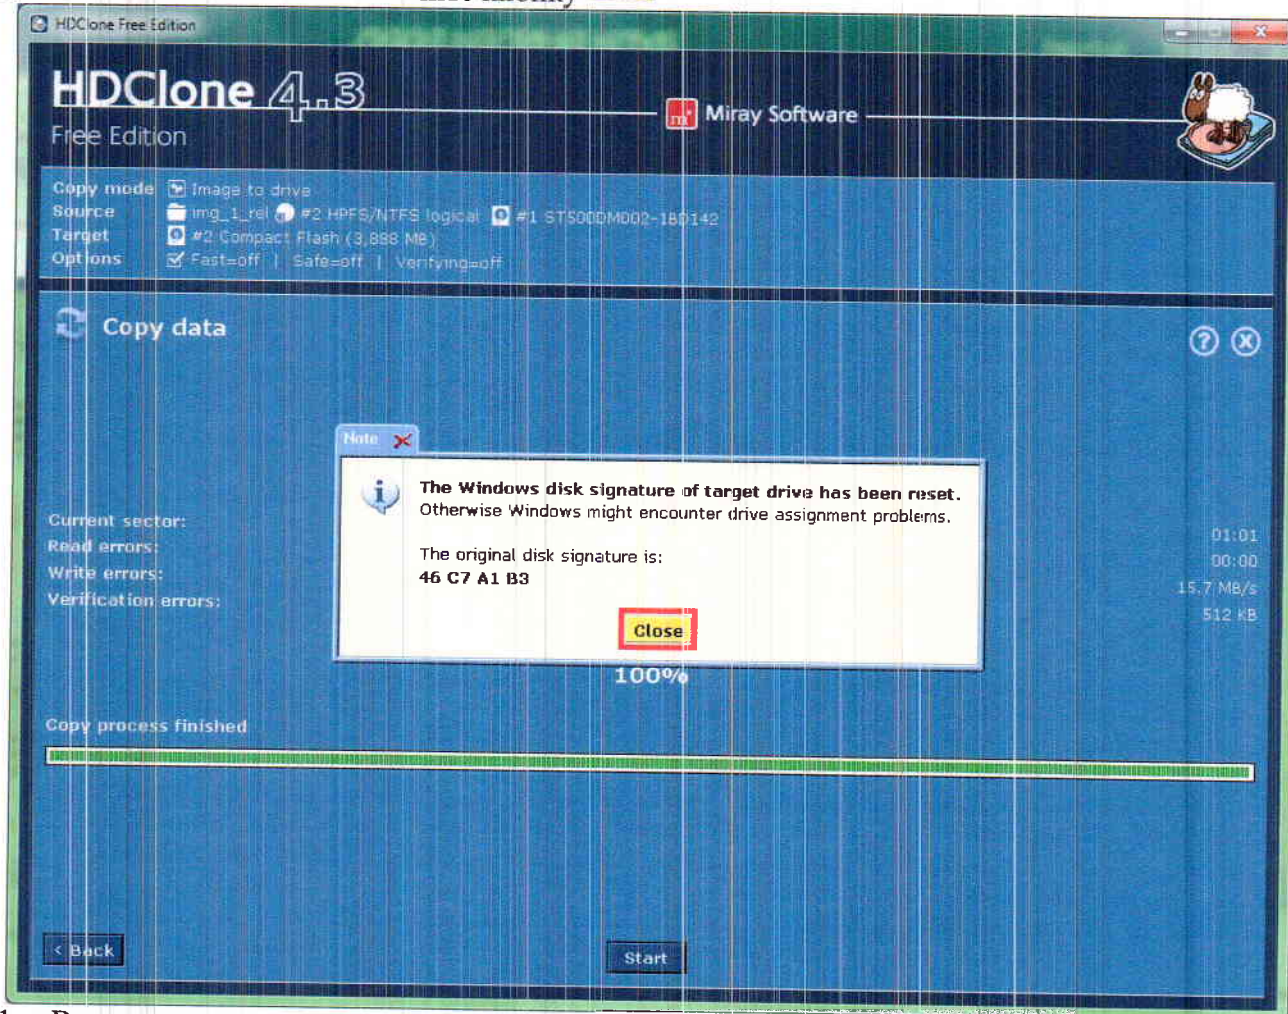 HDClone Free Edition
HDClone 4.3
Free Edition
m
Miray Software
Copy mode Image to drive
Source img_1_rel #2 HPFS/NTFS logical #1 ST500DM002-1BD142
Target #2 Compact Flash (3,888 MB)
Options Fast=off | Safe=off | Verifying=off
Copy data
? X
Note
The Windows disk signature of target drive has been reset.
Otherwise Windows might encounter drive assignment problems.
The original disk signature is:
46 C7 A1 B3
Close
Current sector:
Read errors:
Write errors:
Verification errors:
01:01
00:00
15.7 MB/s
512 KB
100%
Copy process finished
< Back
Start